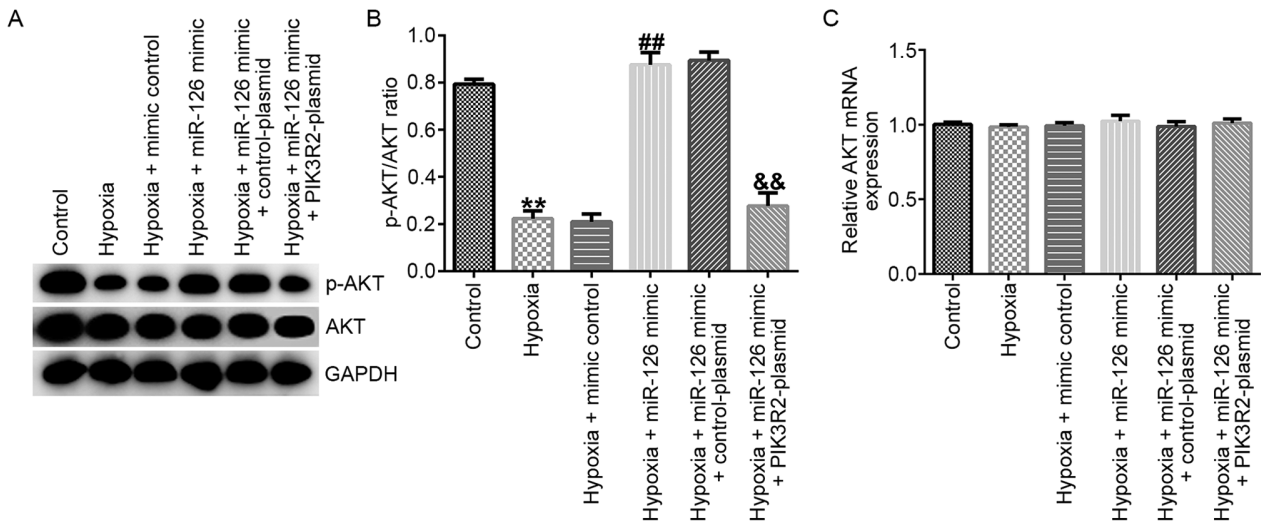 A
Control
Hypoxia
Hypoxia + mimic control
Hypoxia + miR-126 mimic
Hypoxia + miR-126 mimic
+ control-plasmid
Hypoxia + miR-126 mimic
+ PIK3R2-plasmid
p-AKT
AKT
GAPDH
B
p-AKT/AKT ratio
1.0
0.8
0.6
0.4
0.2
0.0
**
##
&&
Control
Hypoxia
Hypoxia + mimic control
Hypoxia + miR-126 mimic
Hypoxia + miR-126 mimic
+ control-plasmid
Hypoxia + miR-126 mimic
+ PIK3R2-plasmid
C
Relative AKT mRNA
expression
1.5
1.0
0.5
0.0
Control
Hypoxia
Hypoxia + mimic control
Hypoxia + miR-126 mimic
Hypoxia + miR-126 mimic
+ control-plasmid
Hypoxia + miR-126 mimic
+ PIK3R2-plasmid